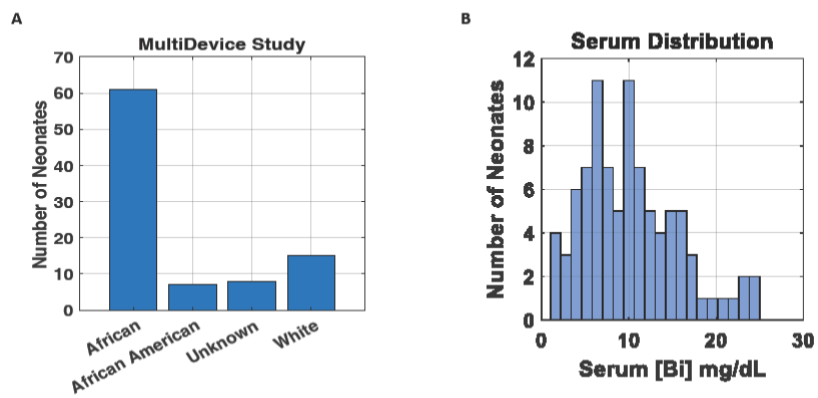 A
MultiDevice Study
Number of Neonates
70
60
50
40
30
20
10
0
African
African American
Unknown
White
B
Serum Distribution
Number of Neonates
12
10
8
6
4
2
0
0 10 20 30
Serum [Bi] mg/dL